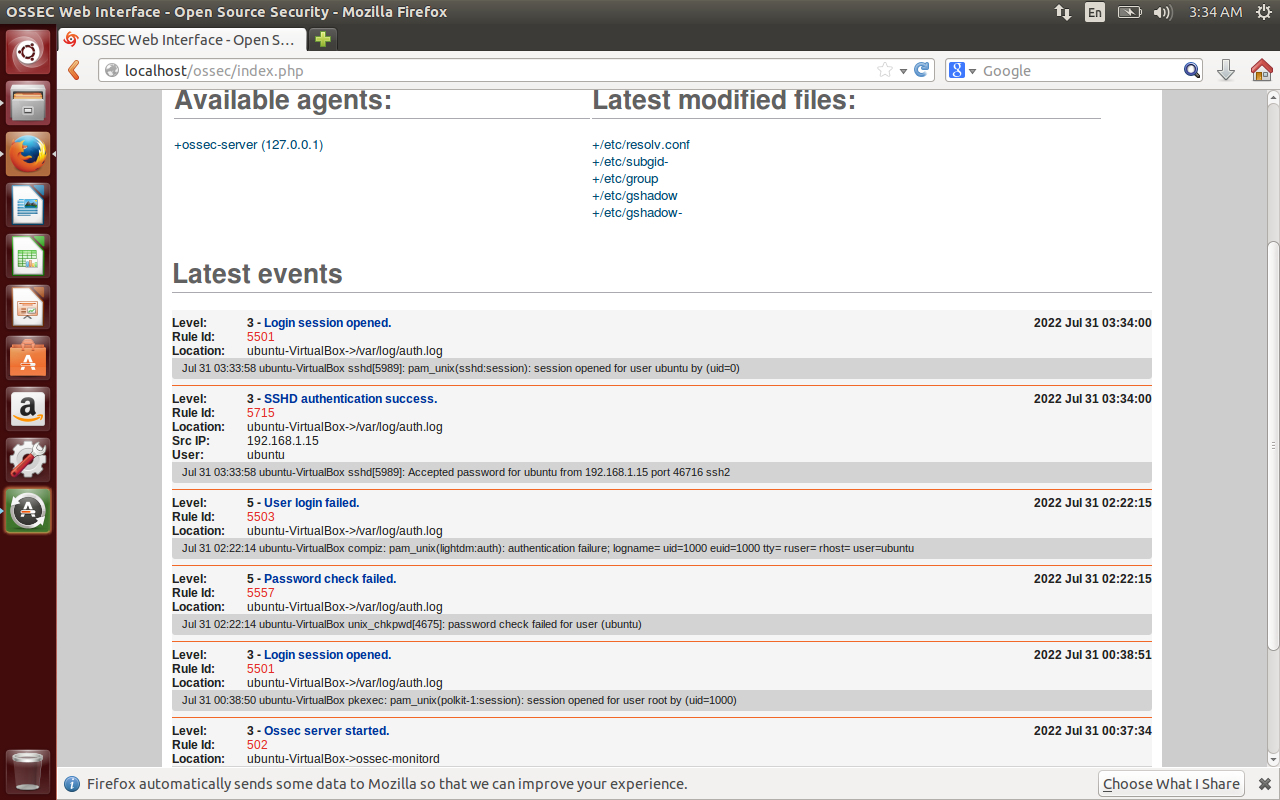 OSSEC Web Interface - Open Source Security - Mozilla Firefox
En
3:34 AM
OSSEC Web Interface - Open S...
localhost/ossec/index.php
Google
Available agents:
Latest modified files:
+ossec-server (127.0.0.1)
+/etc/resolv.conf
+/etc/subgid-
+/etc/group
+/etc/gshadow
+/etc/gshadow-
Latest events
Level: 3 - Login session opened. 2022 Jul 31 03:34:00
Rule Id: 5501
Location: ubuntu-VirtualBox->/var/log/auth.log
Jul 31 03:33:58 ubuntu-VirtualBox sshd[5989]: pam_unix(sshd:session): session opened for user ubuntu by (uid=0)
Level: 3 - SSHD authentication success. 2022 Jul 31 03:34:00
Rule Id: 5715
Location: ubuntu-VirtualBox->/var/log/auth.log
Src IP: 192.168.1.15
User: ubuntu
Jul 31 03:33:58 ubuntu-VirtualBox sshd[5989]: Accepted password for ubuntu from 192.168.1.15 port 46716 ssh2
Level: 5 - User login failed. 2022 Jul 31 02:22:15
Rule Id: 5503
Location: ubuntu-VirtualBox->/var/log/auth.log
Jul 31 02:22:14 ubuntu-VirtualBox compiz: pam_unix(lightdm:auth): authentication failure; logname= uid=1000 euid=1000 tty= ruser= rhost= user=ubuntu
Level: 5 - Password check failed. 2022 Jul 31 02:22:15
Rule Id: 5557
Location: ubuntu-VirtualBox->/var/log/auth.log
Jul 31 02:22:14 ubuntu-VirtualBox unix_chkpwd[4675]: password check failed for user (ubuntu)
Level: 3 - Login session opened. 2022 Jul 31 00:38:51
Rule Id: 5501
Location: ubuntu-VirtualBox->/var/log/auth.log
Jul 31 00:38:50 ubuntu-VirtualBox pkexec: pam_unix(polkit-1:session): session opened for user root by (uid=1000)
Level: 3 - Ossec server started. 2022 Jul 31 00:37:34
Rule Id: 502
Location: ubuntu-VirtualBox->ossec-monitord
Firefox automatically sends some data to Mozilla so that we can improve your experience.
Choose What I Share